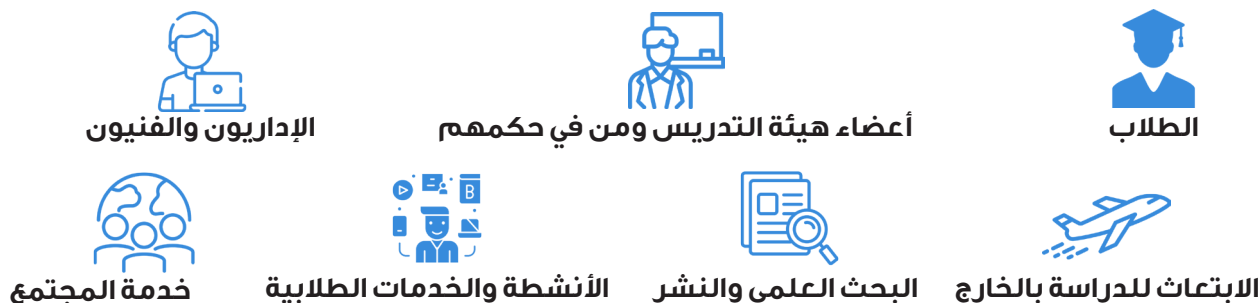 الطلاب
أعضاء هيئة التدريس ومن في حكمهم
الإداريون والفنيون
B
الابتعاث للدراسة بالخارج
البحث العلمي والنشر
الأنشطة والخدمات الطلابية
خدمة المجتمع